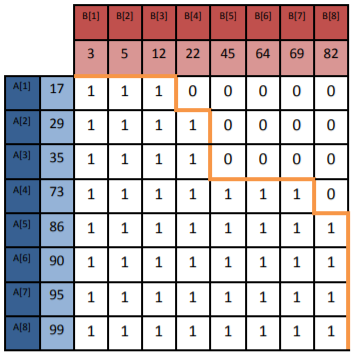 B[1] B[2] B[3] B[4] B[5] B[6] B[7] B[8]
3 5 12 22 45 64 69 82
A[1] 17 1 1 1 0 0 0 0 0
A[2] 29 1 1 1 1 0 0 0 0
A[3] 35 1 1 1 1 0 0 0 0
A[4] 73 1 1 1 1 1 1 1 0
A[5] 86 1 1 1 1 1 1 1 1
A[6] 90 1 1 1 1 1 1 1 1
A[7] 95 1 1 1 1 1 1 1 1
A[8] 99 1 1 1 1 1 1 1 1